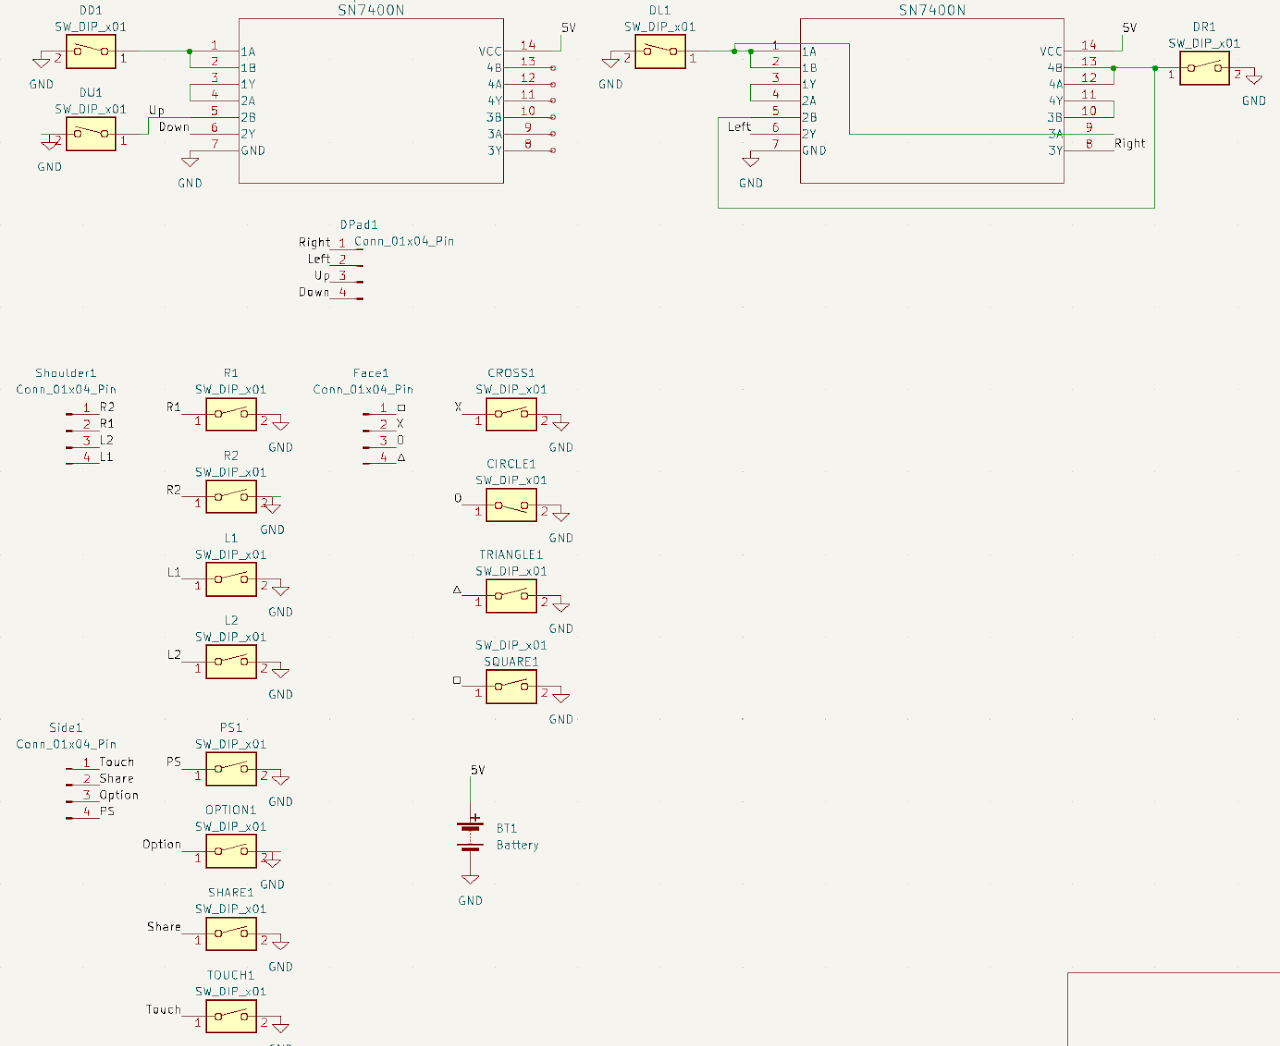 DD1
SW_DIP_x01
2 1
GND
DU1
SW_DIP_x01
2 1
GND
Up
Down
SN7400N
1 1A VCC 14
2 1B 4B 13
3 1Y 4A 12
4 2A 4Y 11
5 2B 3B 10
6 2Y 3A 9
7 GND 3Y 8
GND
5V
DL1
SW_DIP_x01
2 1
GND
SN7400N
1 1A VCC 14
2 1B 4B 13
3 1Y 4A 12
4 2A 4Y 11
5 2B 3B 10
Left 6 2Y 3A 9
7 GND 3Y 8 Right
GND
5V
DR1
SW_DIP_x01
1 2
GND
DPad1
Conn_01x04_Pin
Right 1
Left 2
Up 3
Down 4
Shoulder1
Conn_01x04_Pin
1 R2
2 R1
3 L2
4 L1
R1
SW_DIP_x01
R1 1 2
GND
R2
SW_DIP_x01
R2 1 2
GND
L1
SW_DIP_x01
L1 1 2
GND
L2
SW_DIP_x01
L2 1 2
GND
Face1
Conn_01x04_Pin
1 □
2 X
3 O
4 △
CROSS1
SW_DIP_x01
X 1 2
GND
CIRCLE1
SW_DIP_x01
O 1 2
GND
TRIANGLE1
SW_DIP_x01
△ 1 2
GND
SW_DIP_x01
SQUARE1
□ 1 2
GND
Side1
Conn_01x04_Pin
1 Touch
2 Share
3 Option
4 PS
PS1
SW_DIP_x01
PS 1 2
GND
OPTION1
SW_DIP_x01
Option 1 2
GND
SHARE1
SW_DIP_x01
Share 1 2
GND
TOUCH1
SW_DIP_x01
Touch 1 2
5V
+
BT1
Battery
GND